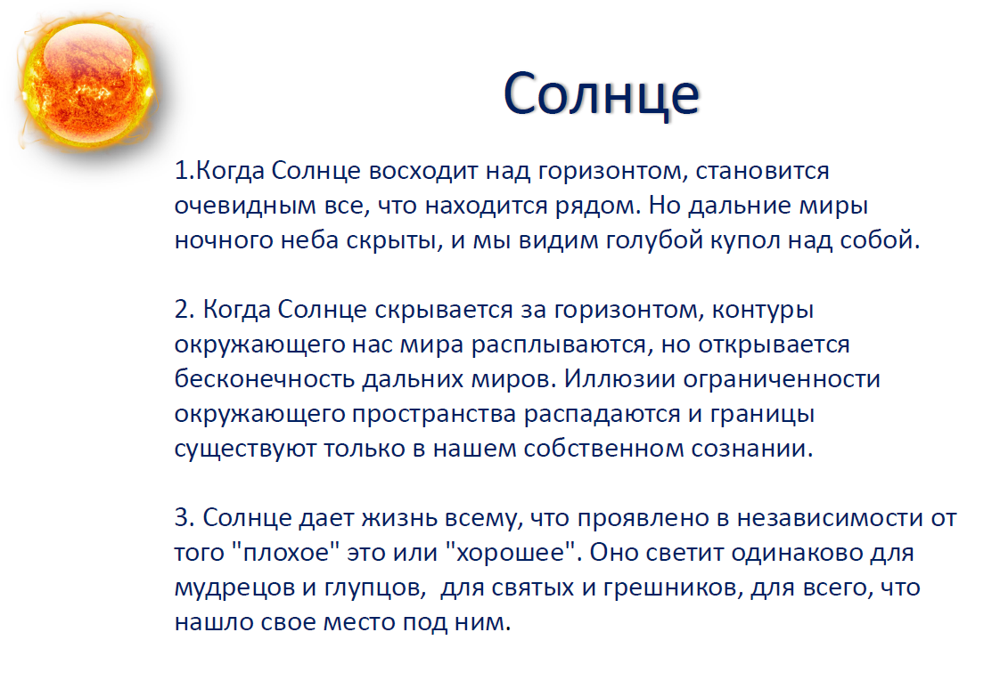 Солнце
1.Когда Солнце восходит над горизонтом, становится
очевидным все, что находится рядом. Но дальние миры
ночного неба скрыты, и мы видим голубой купол над собой.
2. Когда Солнце скрывается за горизонтом, контуры
окружающего нас мира расплываются, но открывается
бесконечность дальних миров. Иллюзии ограниченности
окружающего пространства распадаются и границы
существуют только в нашем собственном сознании.
3. Солнце дает жизнь всему, что проявлено в независимости от
того "плохое" это или "хорошее". Оно светит одинаково для
мудрецов и глупцов,  для святых и грешников, для всего, что
нашло свое место под ним.